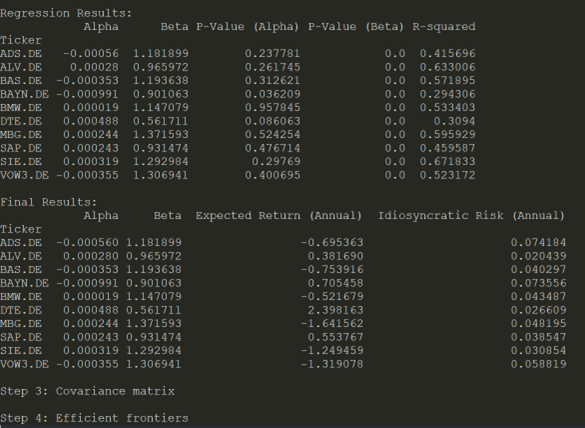 Regression Results:
Alpha Beta P-Value (Alpha) P-Value (Beta) R-squared
Ticker
ADS.DE -0.00056 1.181899 0.237781 0.0 0.415696
ALV.DE 0.00028 0.965972 0.261745 0.0 0.633006
BAS.DE -0.000353 1.193638 0.312621 0.0 0.571895
BAYN.DE -0.000991 0.901063 0.036209 0.0 0.294306
BMW.DE 0.000019 1.147079 0.957845 0.0 0.533403
DTE.DE 0.000488 0.561711 0.086063 0.0 0.3094
MBG.DE 0.000244 1.371593 0.524254 0.0 0.595929
SAP.DE 0.000243 0.931474 0.476714 0.0 0.459587
SIE.DE 0.000319 1.292984 0.29769 0.0 0.671833
VOW3.DE -0.000355 1.306941 0.400695 0.0 0.523172
Final Results:
Alpha Beta Expected Return (Annual) Idiosyncratic Risk (Annual)
Ticker
ADS.DE -0.000560 1.181899 -0.695363 0.074184
ALV.DE 0.000280 0.965972 0.381690 0.020439
BAS.DE -0.000353 1.193638 -0.753916 0.040297
BAYN.DE -0.000991 0.901063 0.705458 0.073556
BMW.DE 0.000019 1.147079 -0.521679 0.043487
DTE.DE 0.000488 0.561711 2.398163 0.026609
MBG.DE 0.000244 1.371593 -1.641562 0.048195
SAP.DE 0.000243 0.931474 0.553767 0.038547
SIE.DE 0.000319 1.292984 -1.249459 0.030854
VOW3.DE -0.000355 1.306941 -1.319078 0.058819
Step 3: Covariance matrix
Step 4: Efficient frontiers